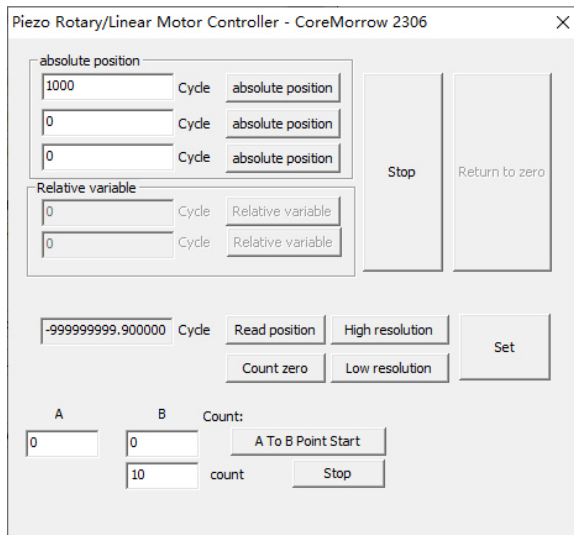 Piezo Rotary/Linear Motor Controller - CoreMorrow 2306
absolute position
1000 Cycle absolute position
0 Cycle absolute position
0 Cycle absolute position
Stop
Return to zero
Relative variable
0 Cycle Relative variable
0 Cycle Relative variable
-999999999.900000 Cycle Read position High resolution
Set
Count zero Low resolution
A B Count:
0 0 A To B Point Start
10 count Stop